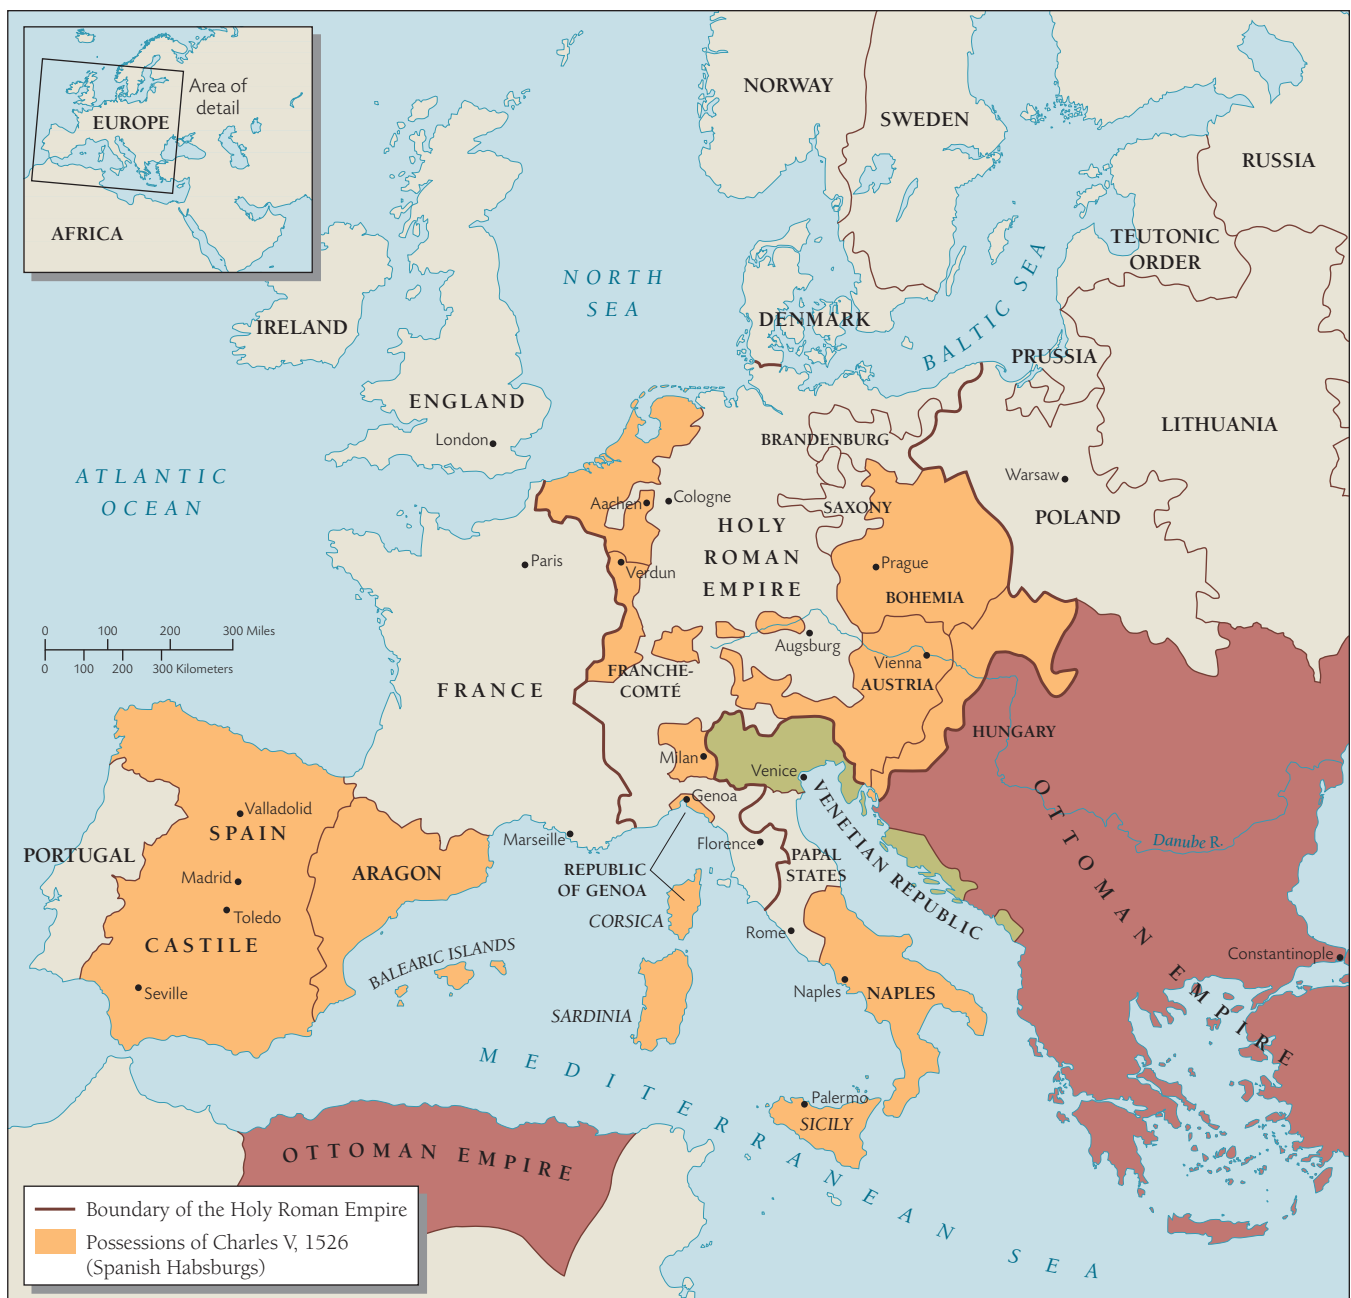 Area of
detail
EUROPE
AFRICA
NORWAY
SWEDEN
RUSSIA
TEUTONIC
ORDER
NORTH
SEA
BALTIC SEA
IRELAND
DENMARK
PRUSSIA
ENGLAND
London
LITHUANIA
BRANDENBURG
ATLANTIC
OCEAN
Warsaw
Aachen
Cologne
SAXONY
POLAND
HOLY
ROMAN
EMPIRE
Paris
Verdun
Prague
BOHEMIA
0 100 200 300 Miles
0 100 200 300 Kilometers
Augsburg
Vienna
AUSTRIA
FRANCHE-
COMTÉ
FRANCE
HUNGARY
Milan
Venice
Genoa
VENETIAN REPUBLIC
OTTOMAN EMPIRE
Danube R.
Valladolid
SPAIN
Marseille
Florence
PORTUGAL
ARAGON
REPUBLIC
OF GENOA
PAPAL
STATES
Madrid
Toledo
CORSICA
Rome
CASTILE
BALEARIC ISLANDS
Constantinople
Seville
Naples
NAPLES
SARDINIA
MEDITERRANEAN SEA
Palermo
SICILY
OTTOMAN EMPIRE
Boundary of the Holy Roman Empire
Possessions of Charles V, 1526
(Spanish Habsburgs)